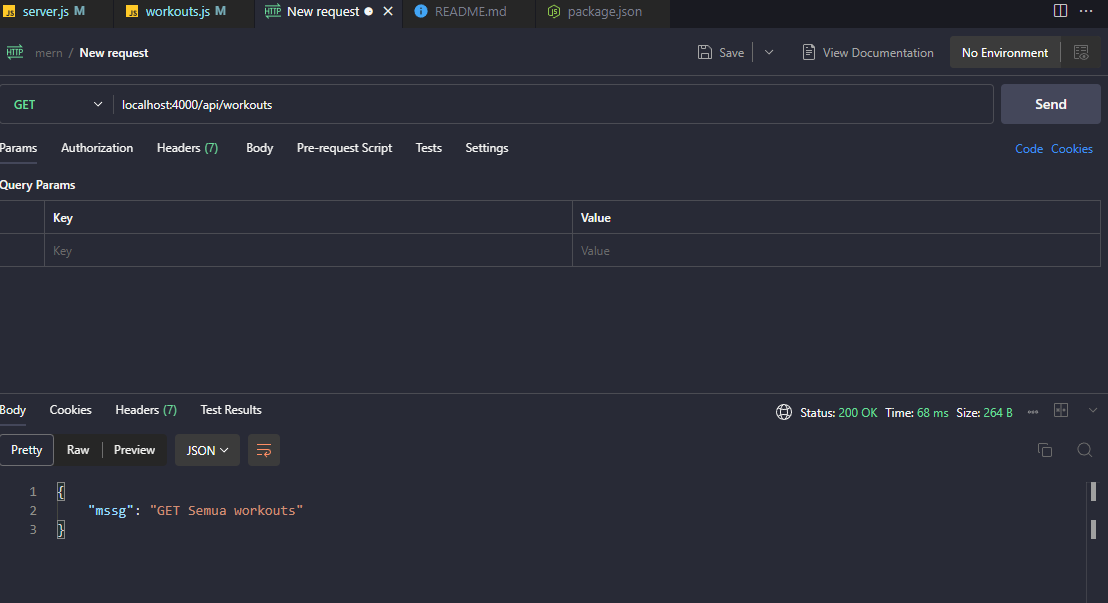 JS server.js M JS workouts.js M HTTP New request README.md JS package.json
HTTP mern / New request Save View Documentation No Environment
GET localhost:4000/api/workouts Send
Params Authorization Headers (7) Body Pre-request Script Tests Settings Code Cookies
Query Params
Key Value
Key Value
Body Cookies Headers (7) Test Results Status: 200 OK Time: 68 ms Size: 264 B
Pretty Raw Preview JSON
1 {
2 "mssg": "GET Semua workouts"
3 }